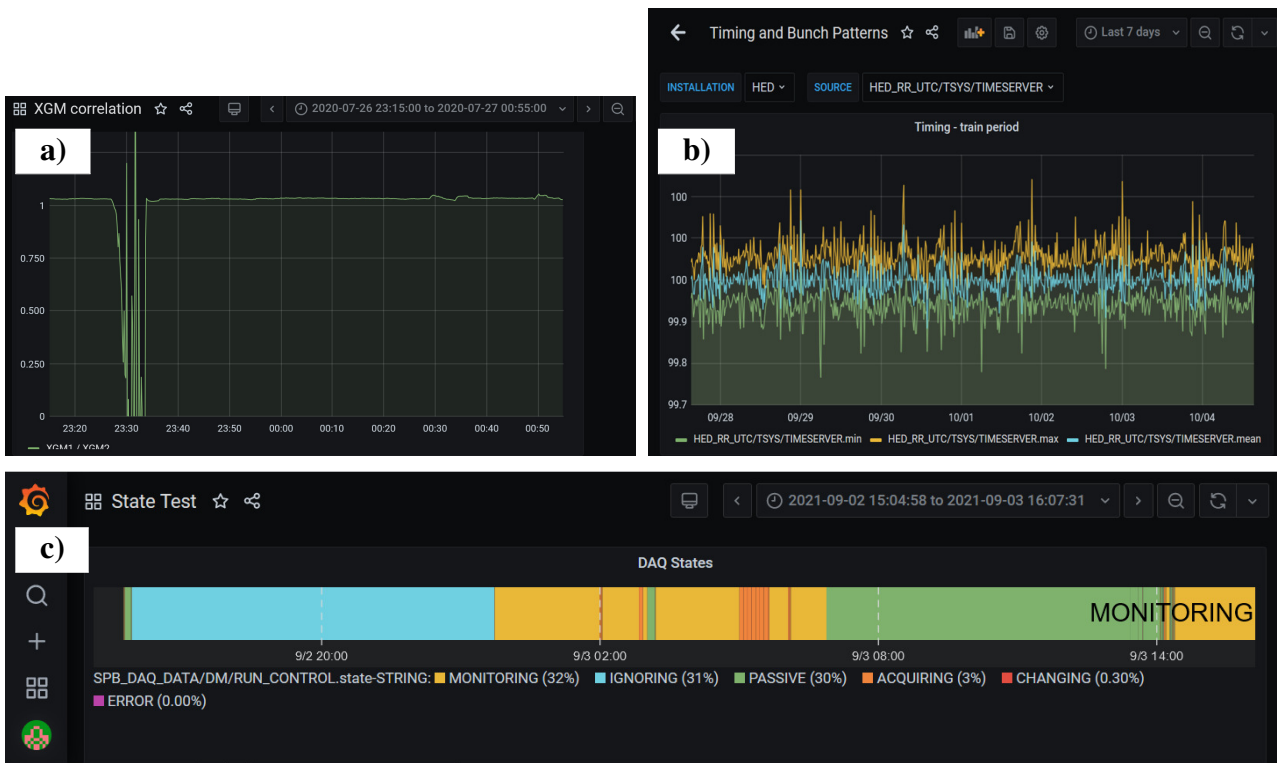 XGM correlation
2020-07-26 23:15:00 to 2020-07-27 00:55:00
a)
1
0.750
0.500
0.250
0
23:20 23:30 23:40 23:50 00:00 00:10 00:20 00:30 00:40 00:50
XGM1 / XGM2
Timing and Bunch Patterns
Last 7 days
INSTALLATION HED SOURCE HED_RR_UTC/TSYS/TIMESERVER
Timing - train period
b)
100
100
100
99.9
99.8
99.7
09/28 09/29 09/30 10/01 10/02 10/03 10/04
HED_RR_UTC/TSYS/TIMESERVER.min HED_RR_UTC/TSYS/TIMESERVER.max HED_RR_UTC/TSYS/TIMESERVER.mean
State Test
2021-09-02 15:04:58 to 2021-09-03 16:07:31
c)
DAQ States
MONITORING
9/2 20:00 9/3 02:00 9/3 08:00 9/3 14:00
SPB_DAQ_DATA/DM/RUN_CONTROL.state-STRING: MONITORING (32%) IGNORING (31%) PASSIVE (30%) ACQUIRING (3%) CHANGING (0.30%)
ERROR (0.00%)